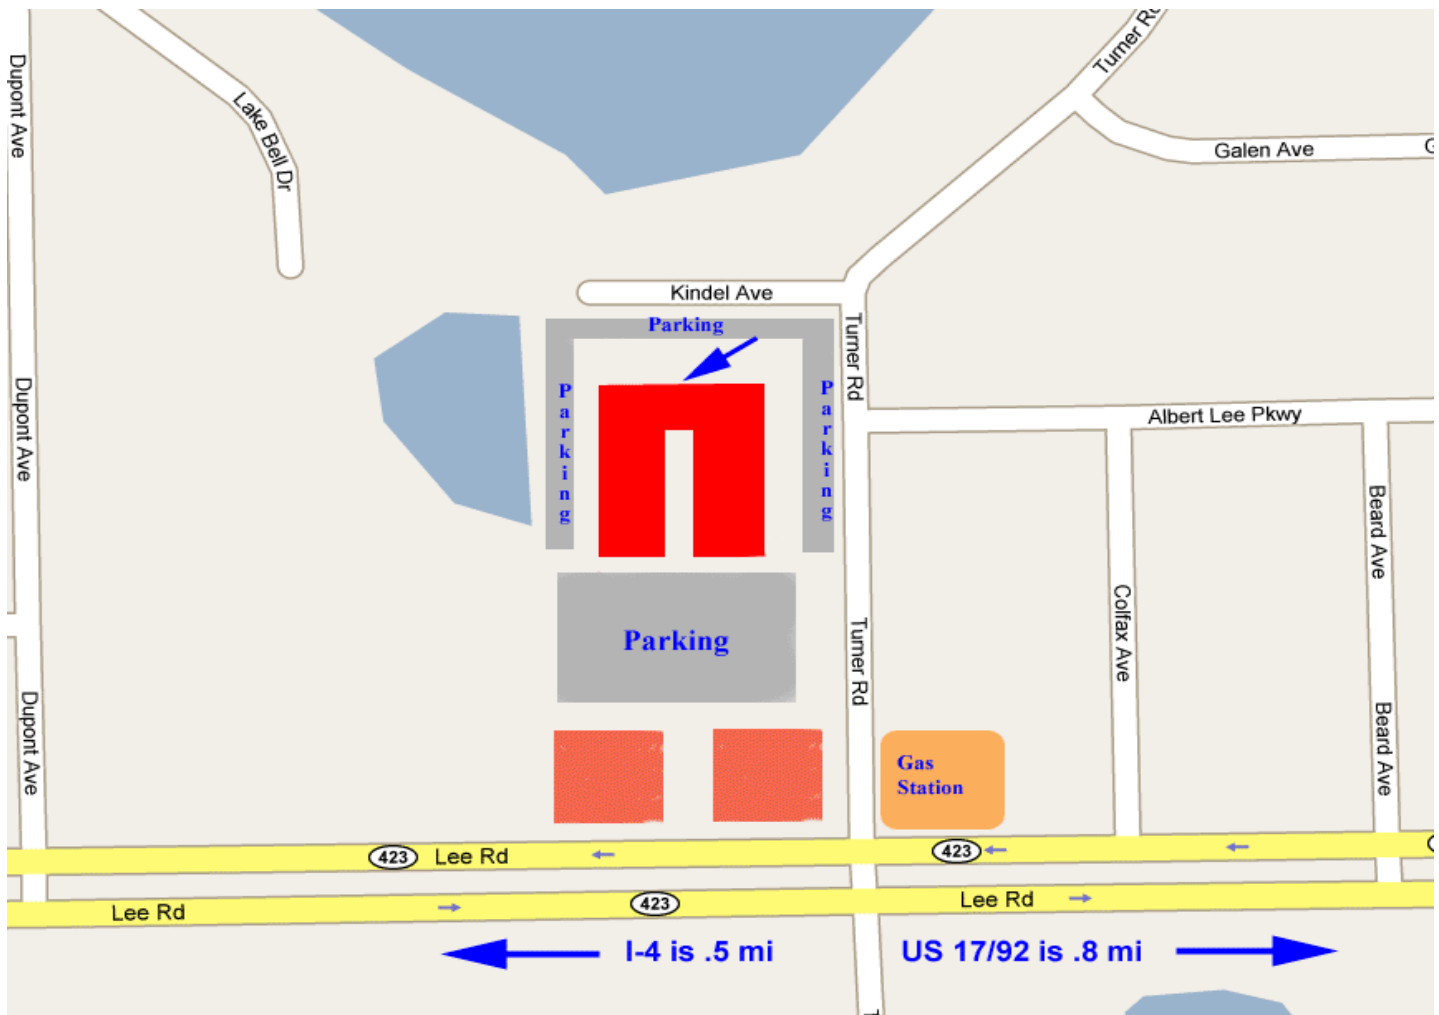 Turner Rd
Dupont Ave
Lake Bell Dr
Galen Ave
G
Kindel Ave
Parking
Turner Rd
Parking
Parking
Albert Lee Pkwy
Dupont Ave
Beard Ave
Colfax Ave
Parking
Turner Rd
Dupont Ave
Beard Ave
Gas
Station
423 Lee Rd
423
Lee Rd
423
Lee Rd
I-4 is .5 mi
US 17/92 is .8 mi
T